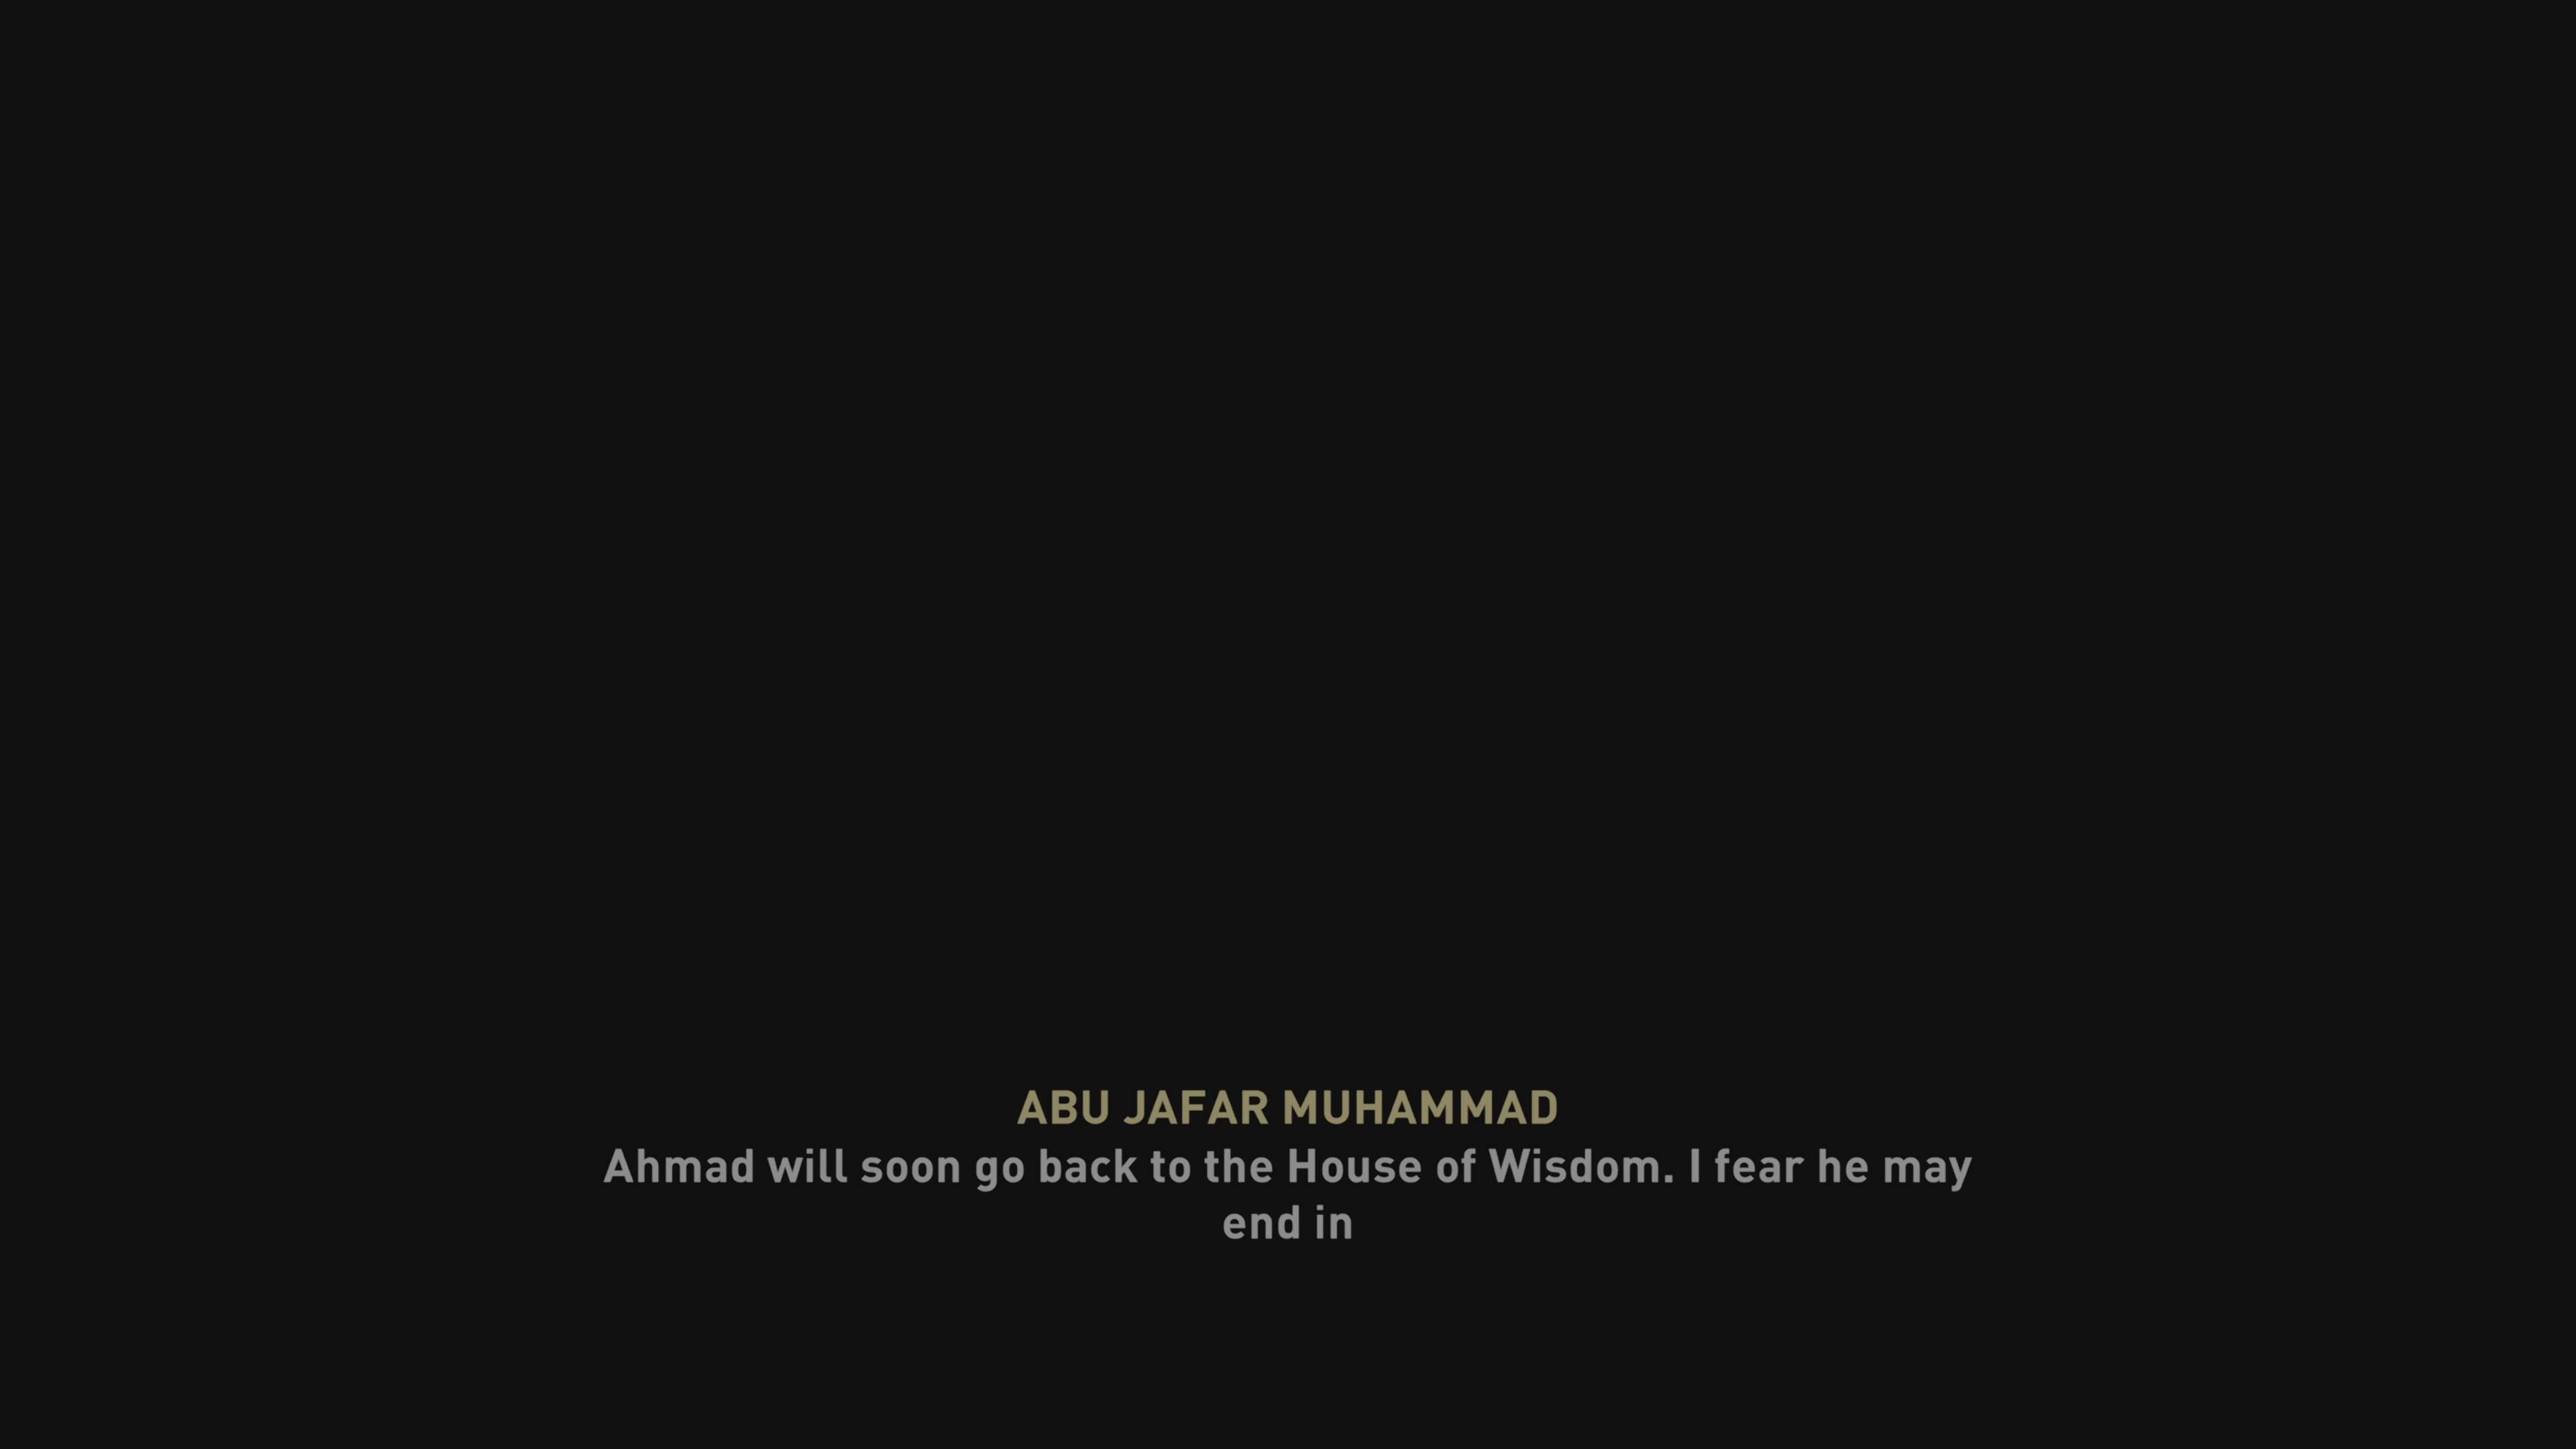 ABU JAFAR MUHAMMAD
Ahmad will soon go back to the House of Wisdom. I fear he may
end in